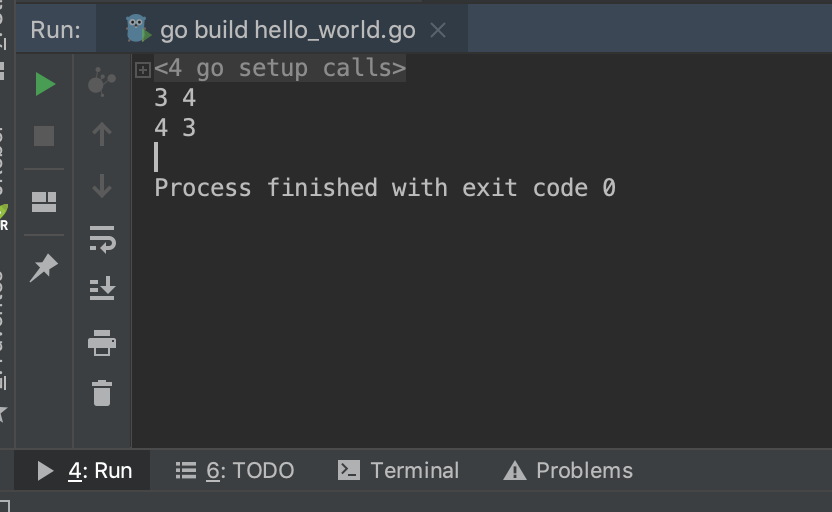 Run: go build hello_world.go
<4 go setup calls>
3 4
4 3
Process finished with exit code 0
4: Run 6: TODO Terminal Problems